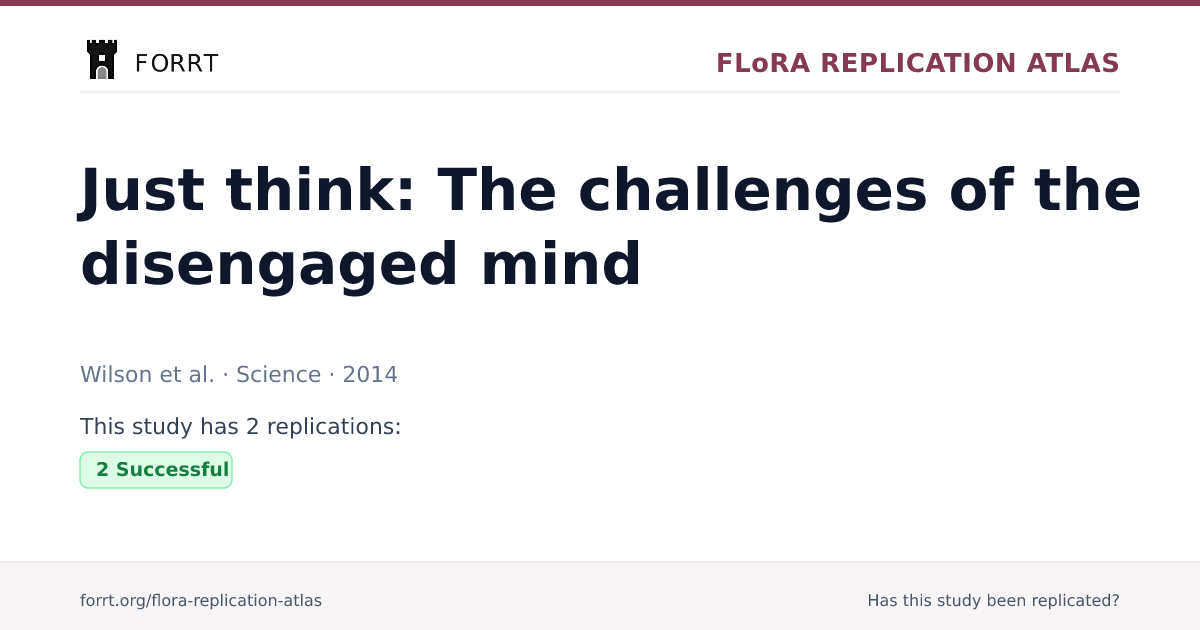 FORRT
FLoRA REPLICATION ATLAS
Just think: The challenges of the
disengaged mind
Wilson et al. · Science · 2014
This study has 2 replications:
2 Successful
forrt.org/flora-replication-atlas
Has this study been replicated?